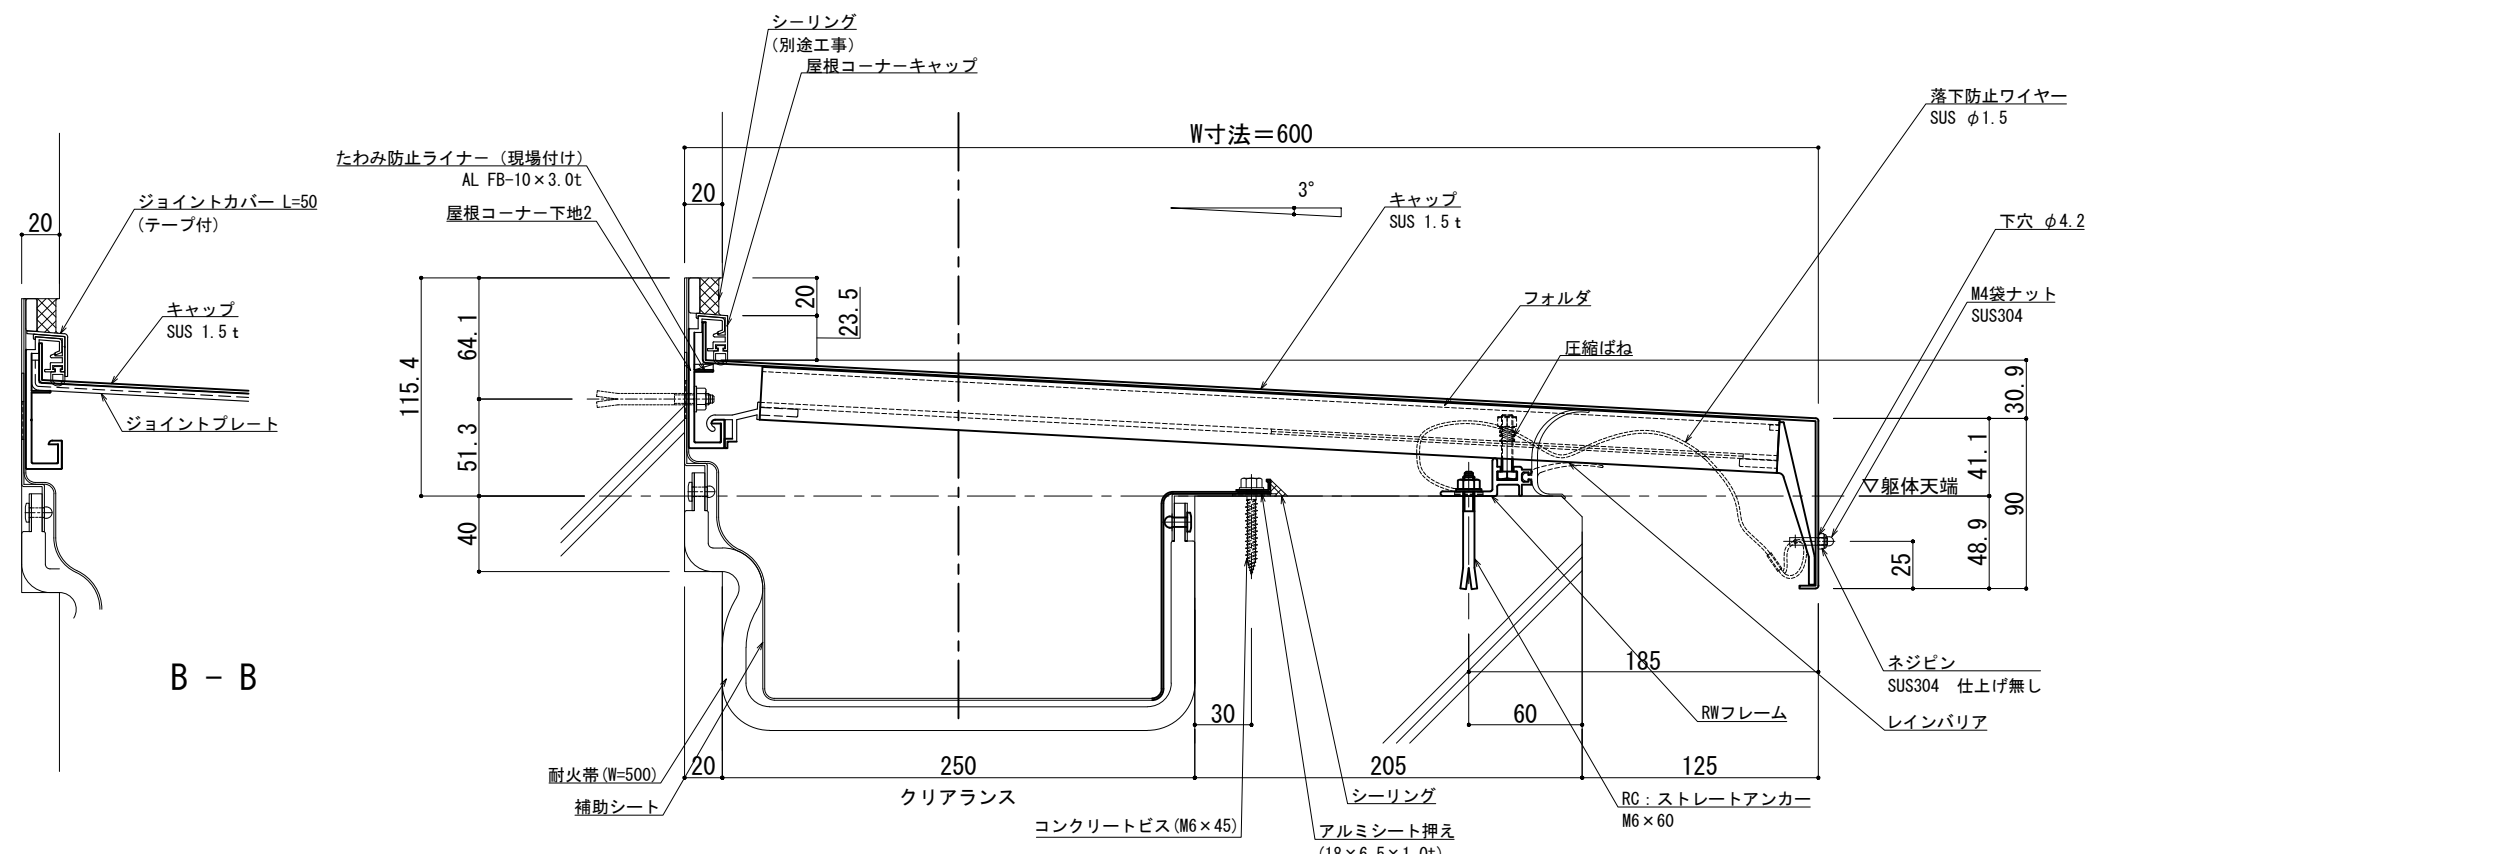 シーリング
(別途工事)
屋根コーナーキャップ
落下防止ワイヤー
SUS φ1.5
W寸法=600
たわみ防止ライナー (現場付け)
AL FB-10×3.0t
20
3°
キャップ
SUS 1.5t
ジョイントカバー L=50
(テープ付)
20
屋根コーナー下地2
下穴 φ4.2
M4袋ナット
SUS304
フォルダ
圧縮ばね
キャップ
SUS 1.5t
20
23.5
64.1
115.4
51.3
40
30.9
41.1
90
48.9
25
▽躯体天端
ジョイントプレート
B - B
185
ネジピン
SUS304 仕上げ無し
RWフレーム
レインバリア
30
60
耐火帯(W=500)
20
250
205
125
クリアランス
補助シート
シーリング
RC:ストレートアンカー
M6×60
コンクリートビス(M6×45)
アルミシート押え
(18×6.5×1.0t)